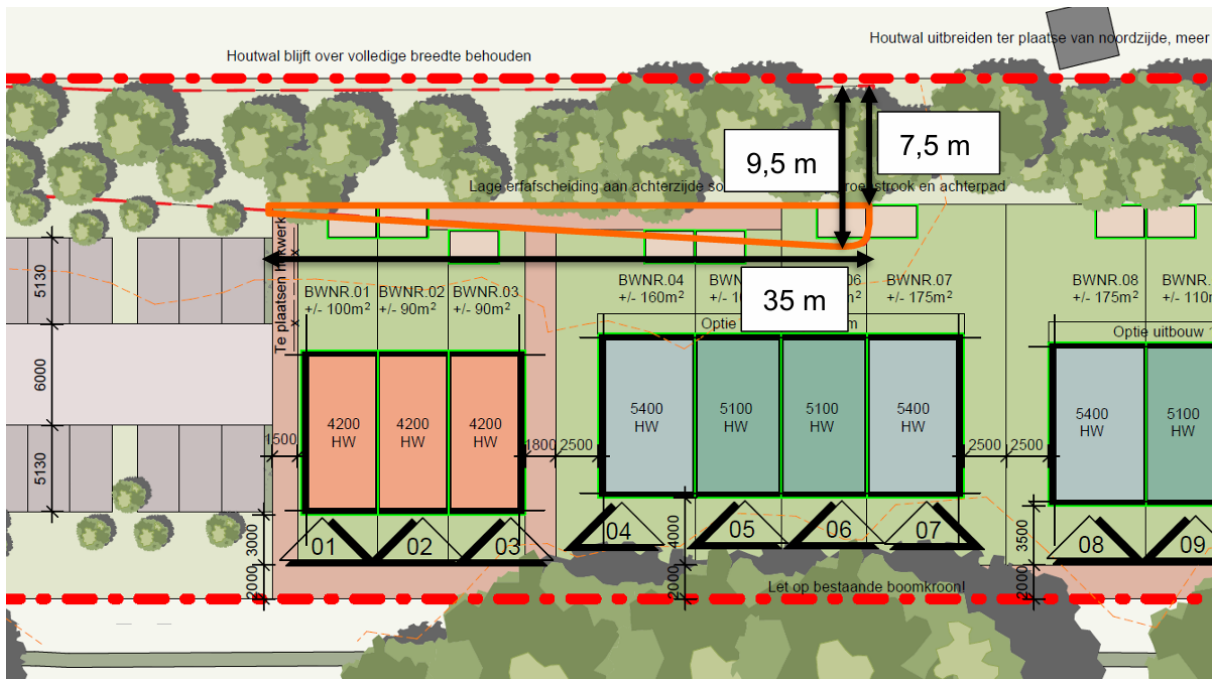 Houtwal uitbreiden ter plaatse van noordzijde, meer
Houtwal blijft over volledige breedte behouden
9,5 m
7,5 m
Lage erfafscheiding aan achterzijde so
strook en achterpad
5130
Te plaatsen hekwerk
BWNR.01
+/- 100m²
BWNR.02
+/- 90m²
BWNR.03
+/- 90m²
BWNR.04
+/- 160m²
35 m
BWNR.07
+/- 175m²
BWNR.08
+/- 175m²
BWNR.
+/- 110m
Optie
m
Optie uitbouw 1
6000
4200
HW
4200
HW
4200
HW
5400
HW
5100
HW
5100
HW
5400
HW
5400
HW
5100
HW
1500
1800
2500
2500
2500
5130
3000
01
02
03
04
4000
05
06
07
3500
08
09
2000
2000
Let op bestaande boomkroon!
2000